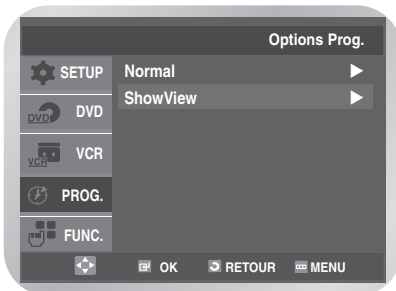 Options Prog.
SETUP Normal
ShowView
DVD DVD
VCR VCR
PROG.
FUNC.
OK RETOUR MENU